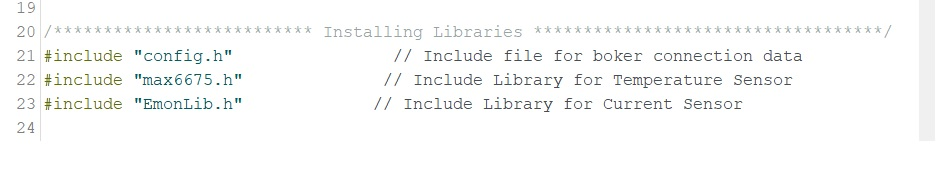 19
20 /************************** Installing Libraries ***********************************/
21 #include "config.h" // Include file for boker connection data
22 #include "max6675.h" // Include Library for Temperature Sensor
23 #include "EmonLib.h" // Include Library for Current Sensor
24